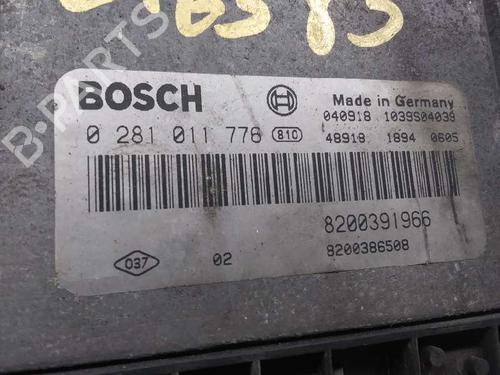 B-PARTS
BOSCH
Made in Germany
040918 1039S04039
0 281 011 776 810
48918 1894 0605
8200391966
037 02
8200386508